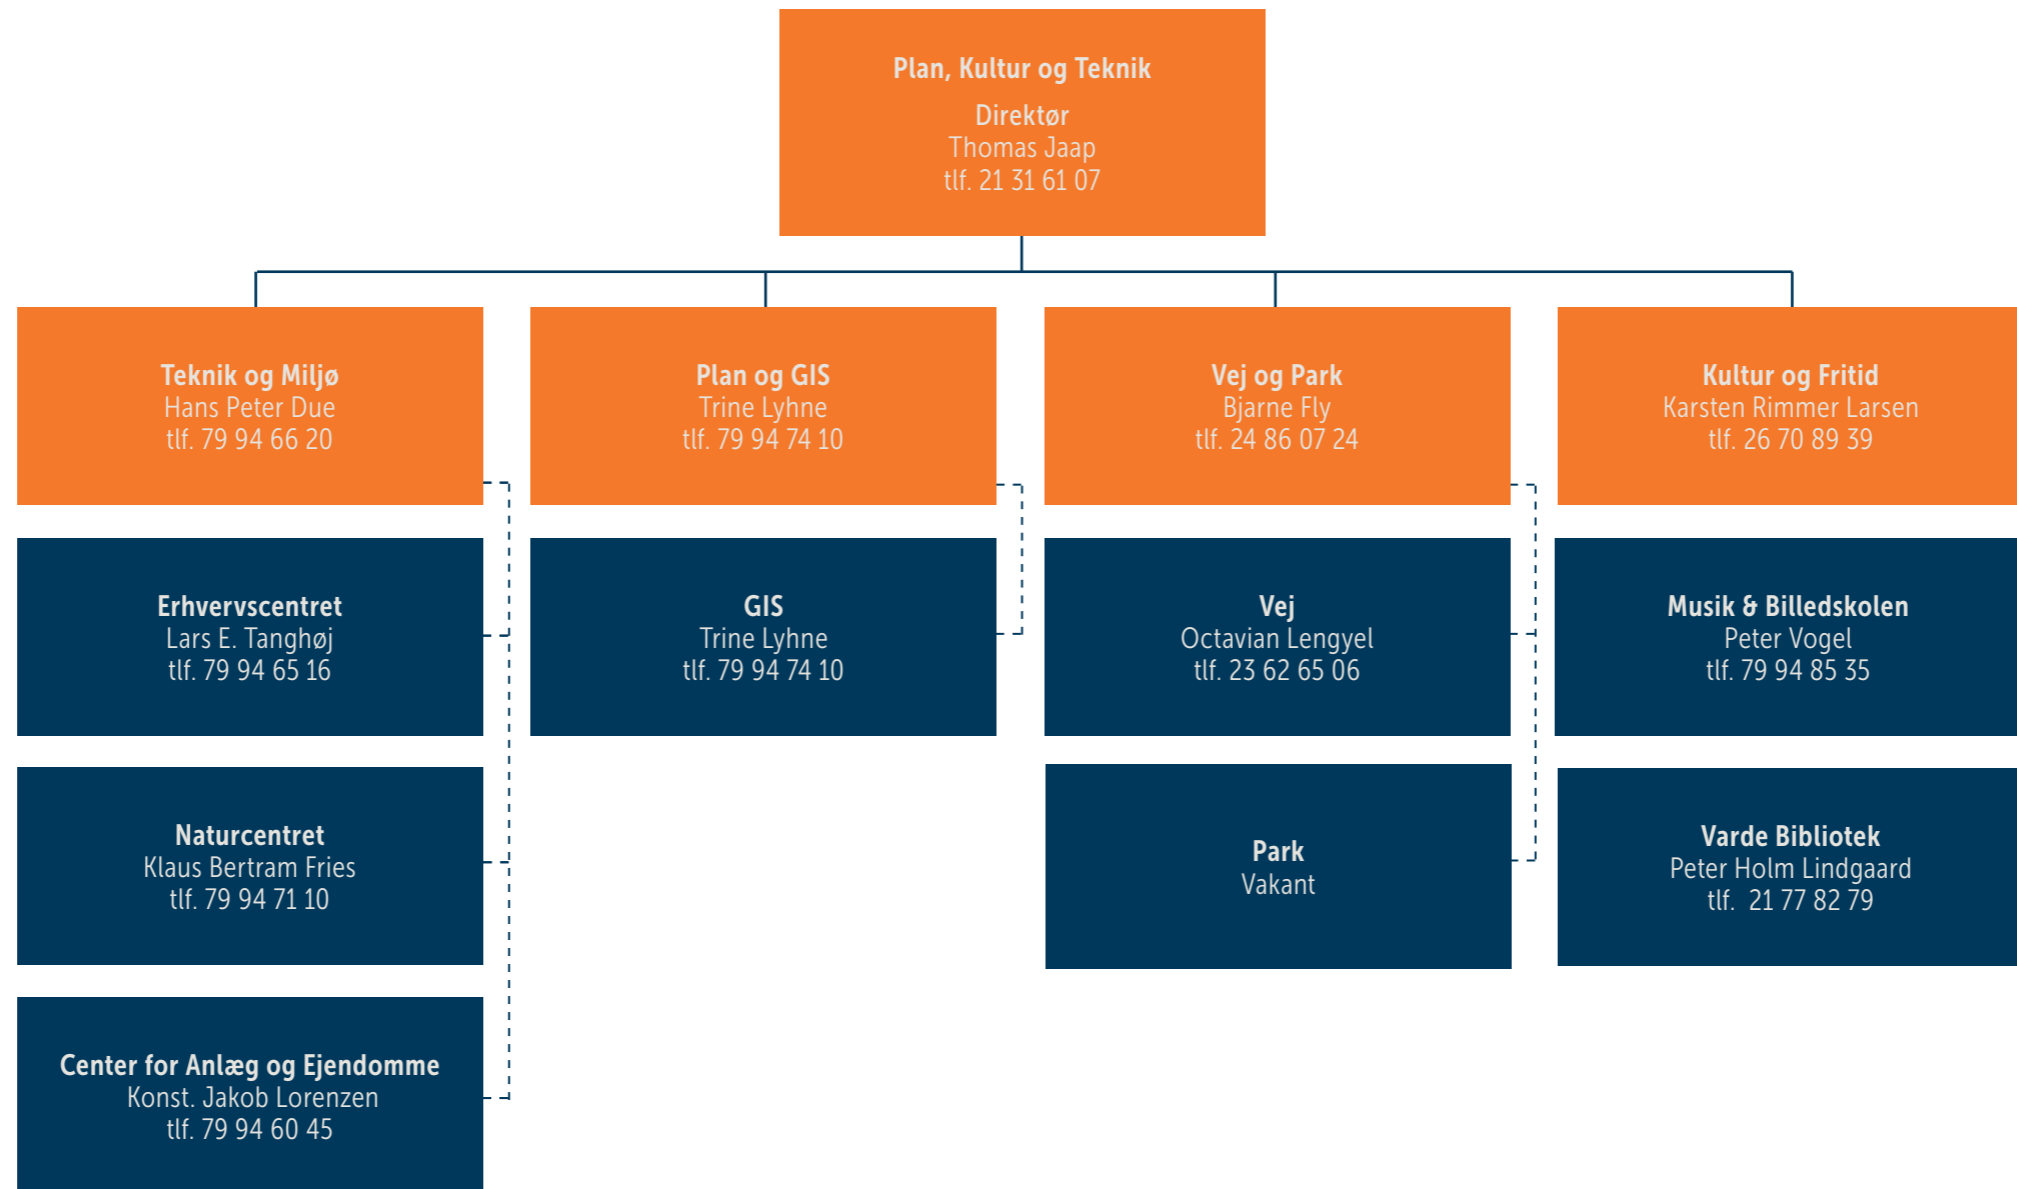 Plan, Kultur og Teknik
Direktør
Thomas Jaap
tlf. 21 31 61 07
Teknik og Miljø
Hans Peter Due
tlf. 79 94 66 20
Plan og GIS
Trine Lyhne
tlf. 79 94 74 10
Vej og Park
Bjarne Fly
tlf. 24 86 07 24
Kultur og Fritid
Karsten Rimmer Larsen
tlf. 26 70 89 39
Erhvervscentret
Lars E. Tanghøj
tlf. 79 94 65 16
GIS
Trine Lyhne
tlf. 79 94 74 10
Vej
Octavian Lengyel
tlf. 23 62 65 06
Musik & Billedskolen
Peter Vogel
tlf. 79 94 85 35
Naturcentret
Klaus Bertram Fries
tlf. 79 94 71 10
Park
Vakant
Varde Bibliotek
Peter Holm Lindgaard
tlf. 21 77 82 79
Center for Anlæg og Ejendomme
Konst. Jakob Lorenzen
tlf. 79 94 60 45